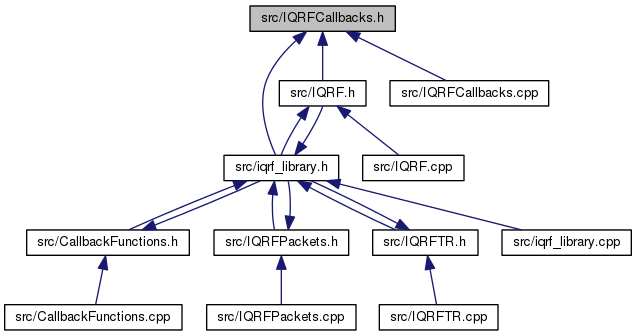 src/IQRFCallbacks.h
src/IQRF.h
src/IQRFCallbacks.cpp
src/iqrf_library.h
src/IQRF.cpp
src/CallbackFunctions.h
src/IQRFPackets.h
src/IQRFTR.h
src/iqrf_library.cpp
src/CallbackFunctions.cpp
src/IQRFPackets.cpp
src/IQRFTR.cpp